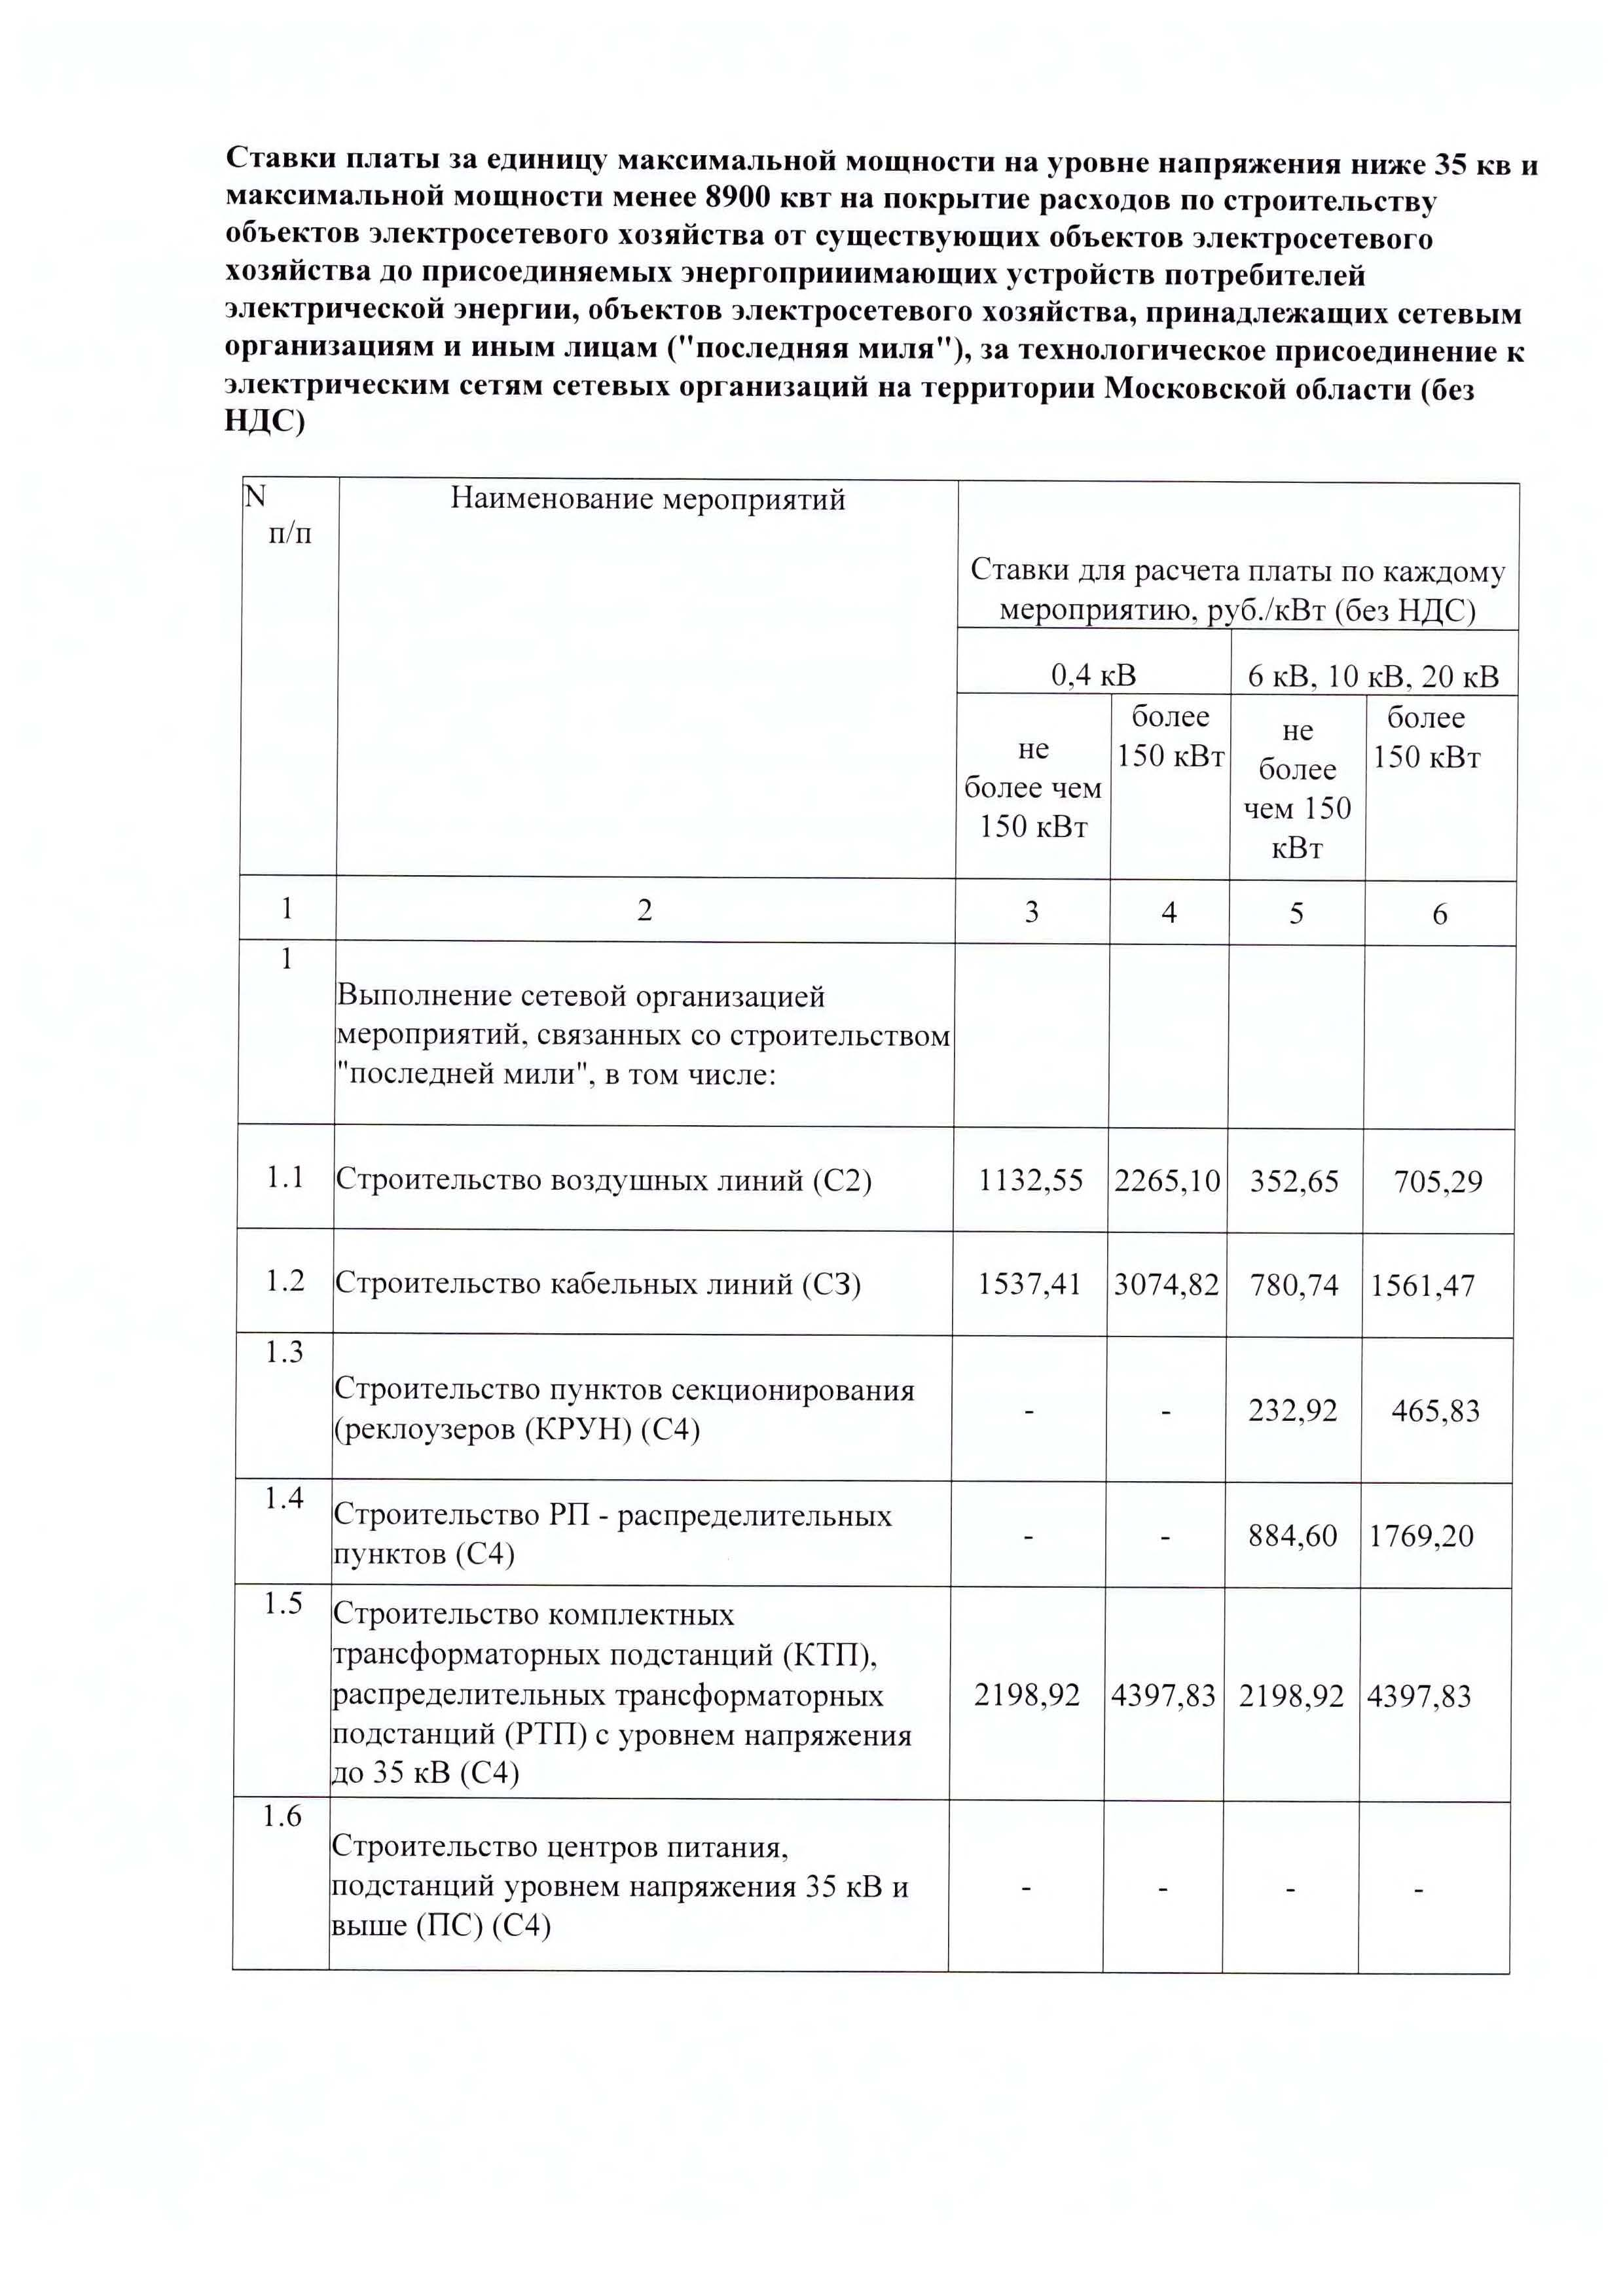 Ставки платы за единицу максимальной мощности на уровне напряжения ниже 35 кв и
максимальной мощности менее 8900 квт на покрытие расходов по строительству
объектов электросетевого хозяйства от существующих объектов электросетевого
хозяйства до присоединяемых энергоприиимающих устройств потребителей
электрической энергии, объектов электросетевого хозяйства, принадлежащих сетевым
организациям и иным лицам ("последняя миля"), за технологическое присоединение к
электрическим сетям сетевых организаций на территории Московской области (без
НДС)
N
п/п
Наименование мероприятий
Ставки для расчета платы по каждому
мероприятию, руб./кВт (без НДС)
0,4 кВ
6 кВ, 10 кВ, 20 кВ
не
более чем
150 кВт
более
150 кВт
не
более
чем 150
кВт
более
150 кВт
1 2 3 4 5 6
1
Выполнение сетевой организацией
мероприятий, связанных со строительством
"последней мили", в том числе:
1.1 Строительство воздушных линий (С2) 1132,55 2265,10 352,65 705,29
1.2 Строительство кабельных линий (СЗ) 1537,41 3074,82 780,74 1561,47
1.3
Строительство пунктов секционирования
(реклоузеров (КРУН) (С4)
- - 232,92 465,83
1.4
Строительство РП - распределительных
пунктов (С4)
- - 884,60 1769,20
1.5
Строительство комплектных
трансформаторных подстанций (КТП),
распределительных трансформаторных
подстанций (РТП) с уровнем напряжения
до 35 кВ (С4)
2198,92 4397,83 2198,92 4397,83
1.6
Строительство центров питания,
подстанций уровнем напряжения 35 кВ и
выше (ПС) (С4)
- - - -